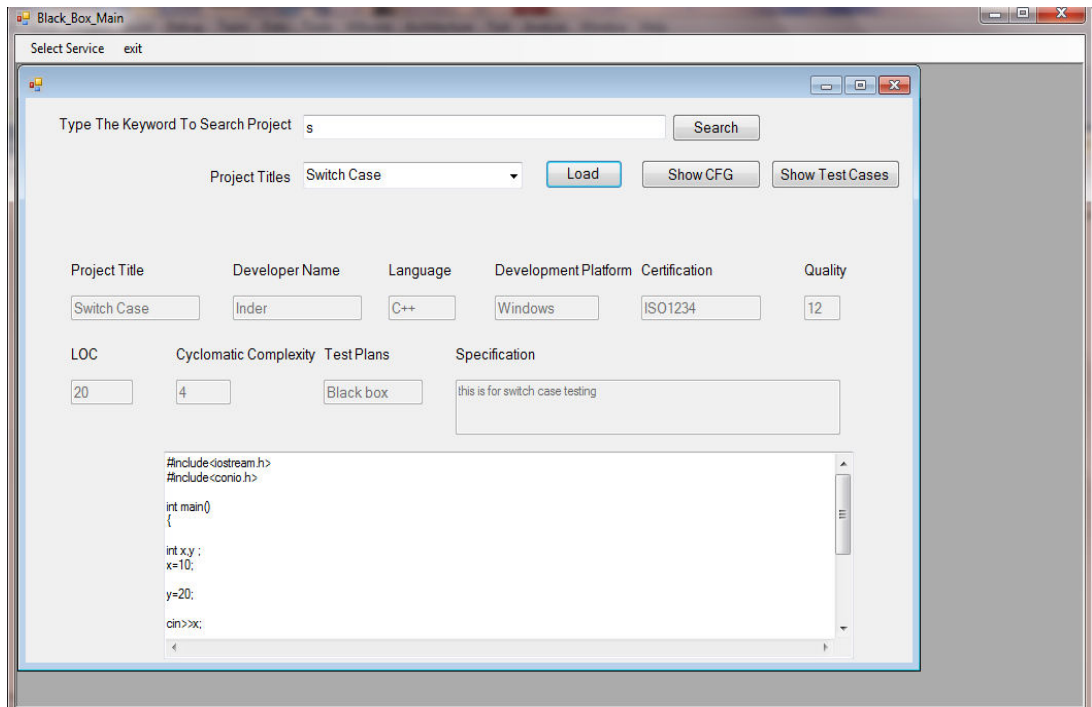 Black_Box_Main
Select Service exit
Type The Keyword To Search Project s Search
Project Titles Switch Case Load Show CFG Show Test Cases
Project Title Developer Name Language Development Platform Certification Quality
Switch Case Inder C++ Windows ISO1234 12
LOC Cyclomatic Complexity Test Plans Specification
20 4 Black box this is for switch case testing
#include<iostream.h>
#include<conio.h>
int main()
{
int x,y ;
x=10;
y=20;
cin>>x;